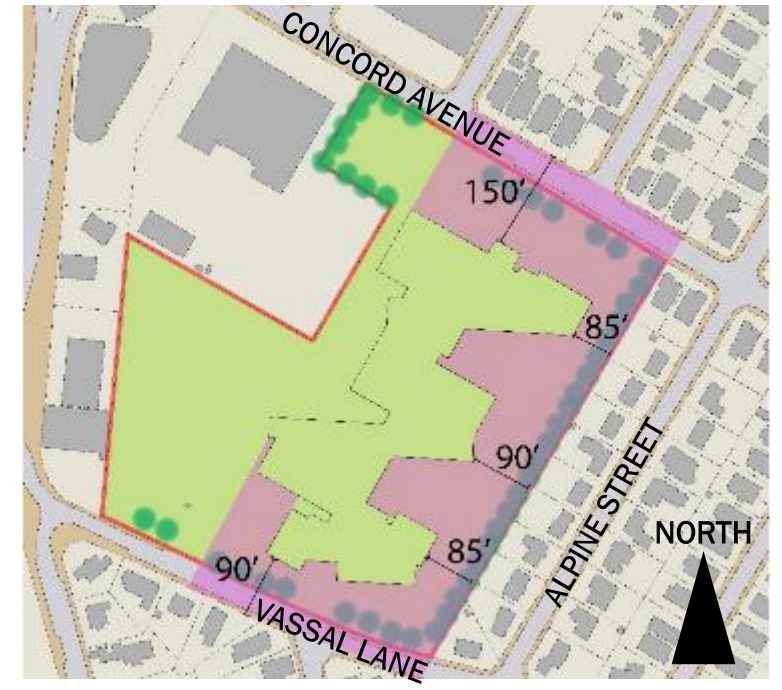 CONCORD AVENUE
150′
85′
90′
ALPINE STREET
NORTH
85′
90′
VASSAL LANE